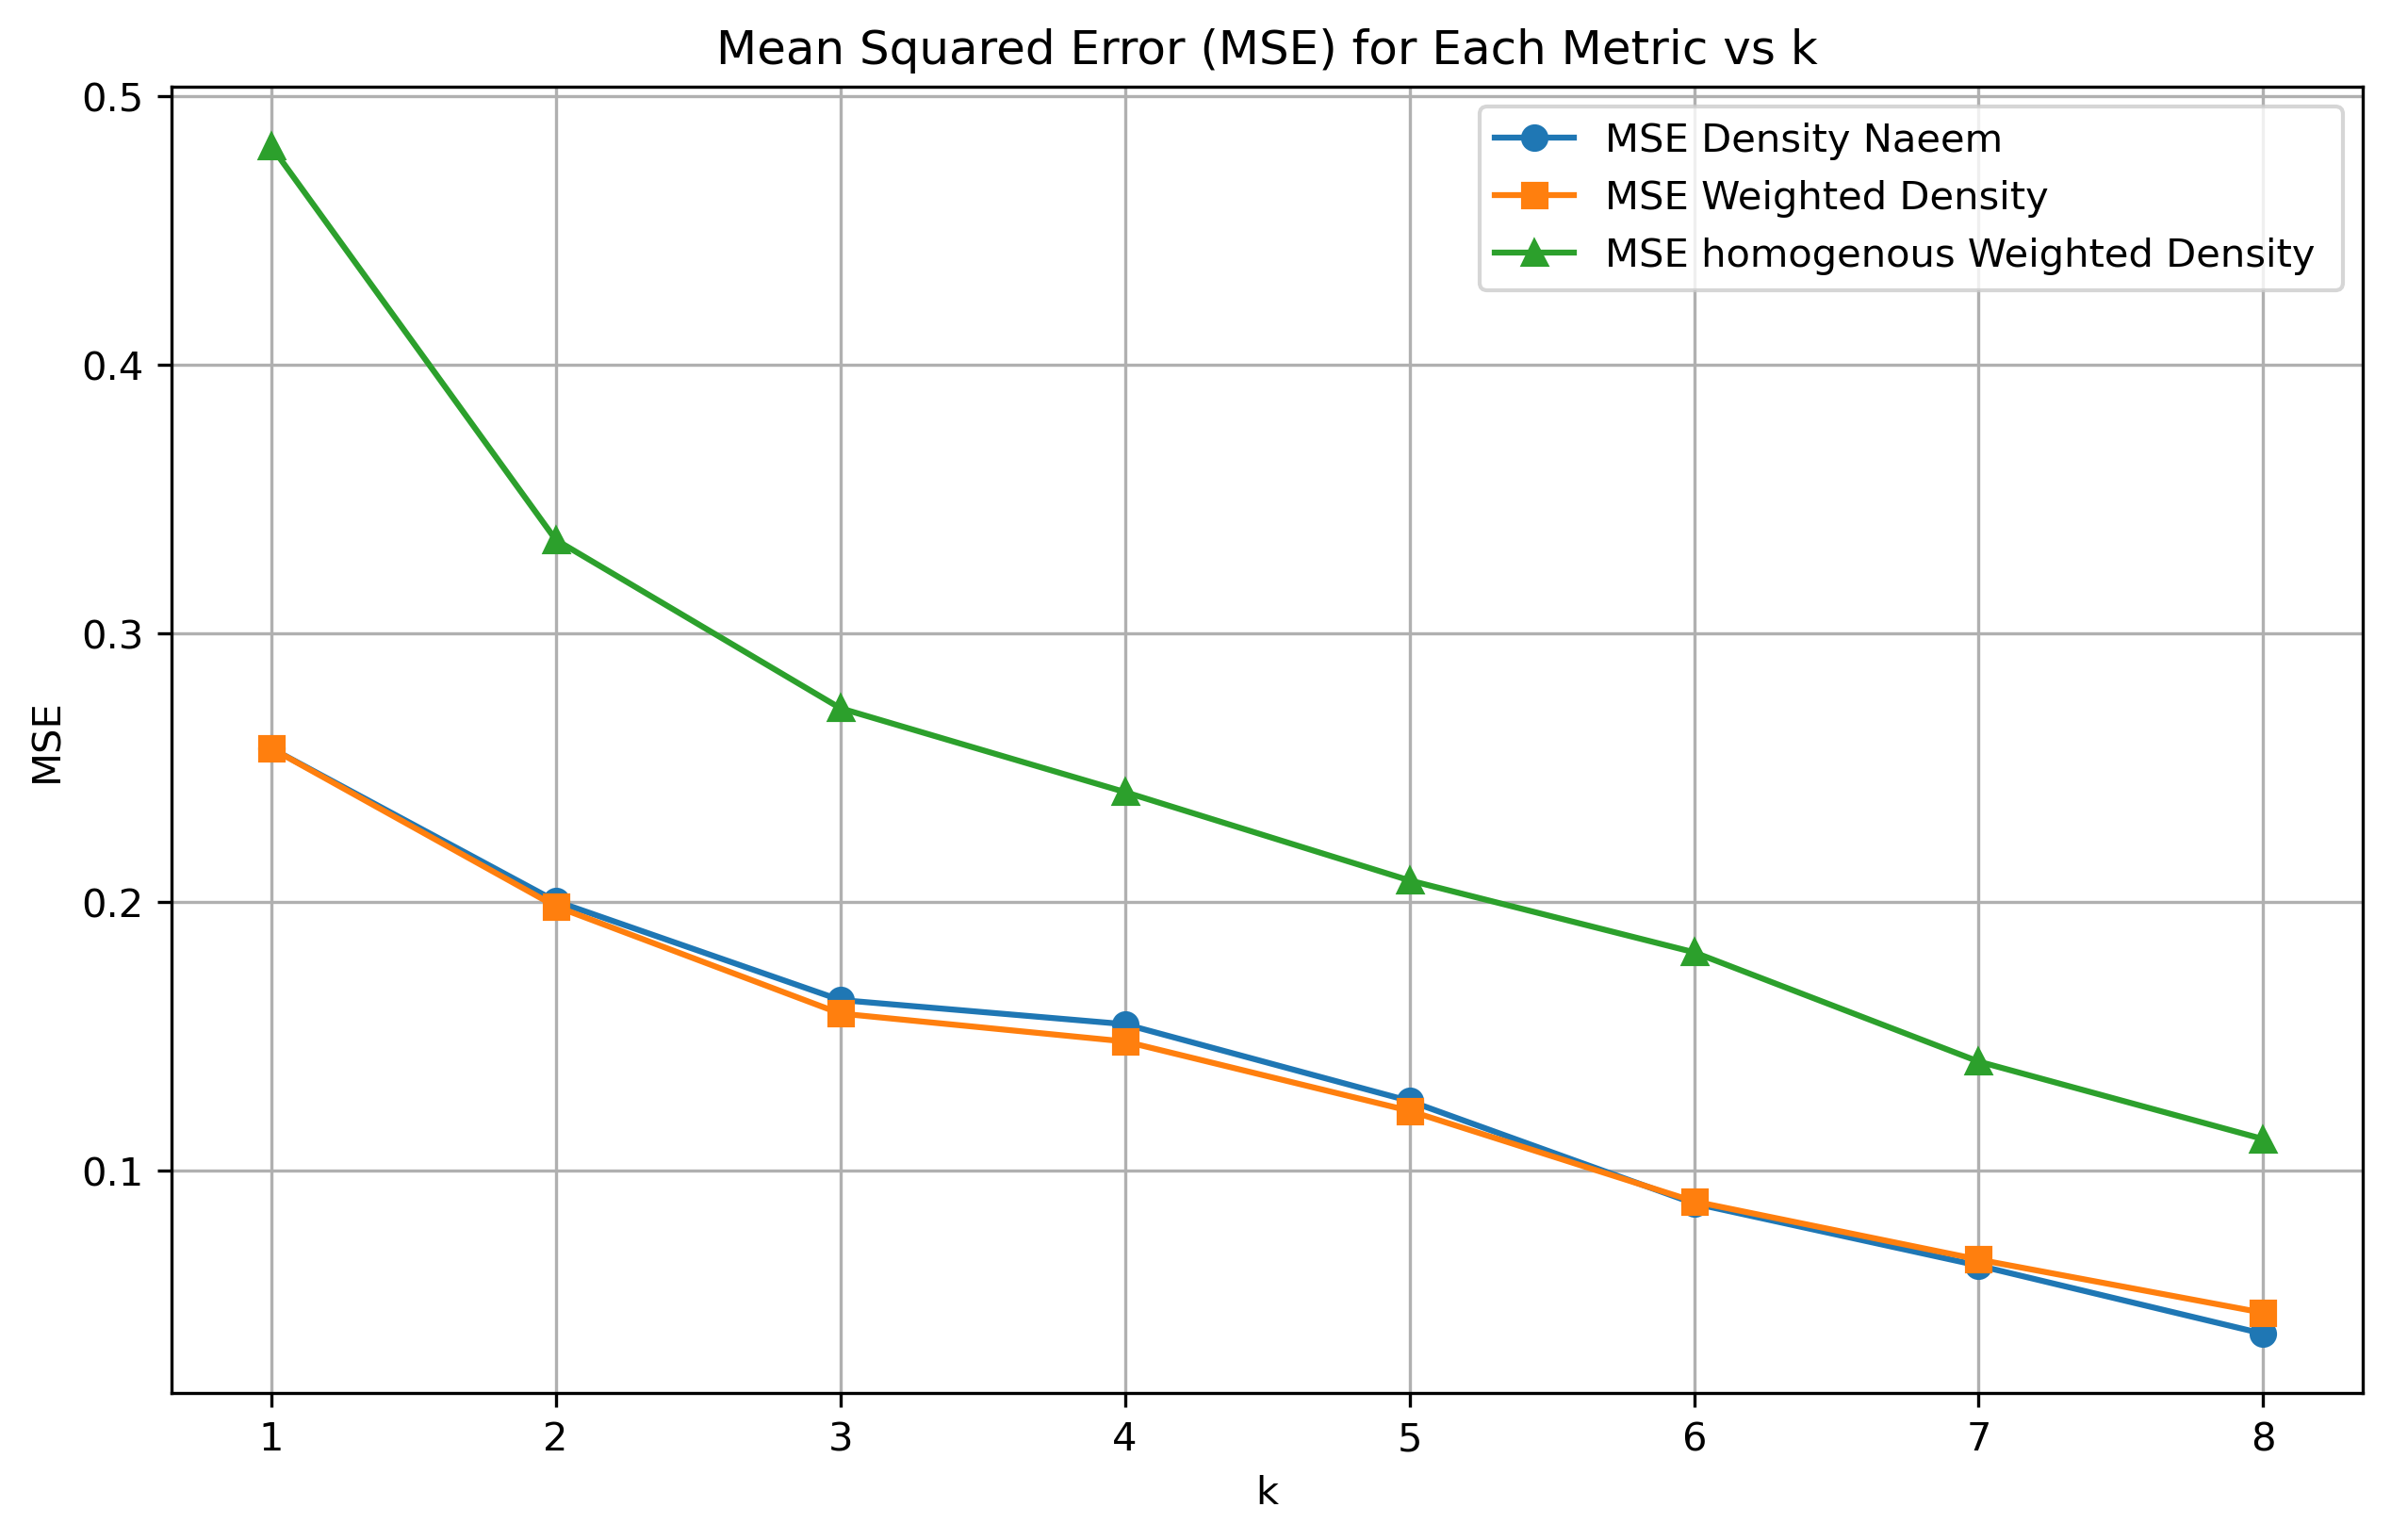 Mean Squared Error (MSE) for Each Metric vs k
0.5
0.4
0.3
0.2
0.1
MSE
MSE Density Naeem
MSE Weighted Density
MSE homogenous Weighted Density
1 2 3 4 5 6 7 8
k